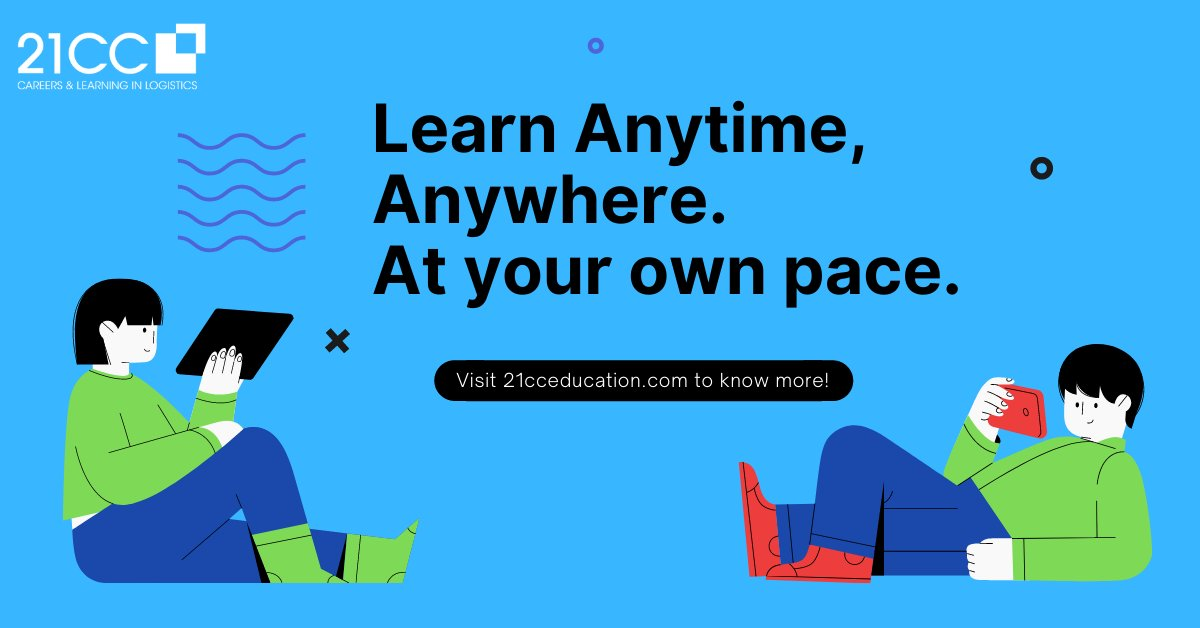 21CC
CAREERS & LEARNING IN LOGISTICS
Learn Anytime,
Anywhere.
At your own pace.
Visit 21cceducation.com to know more!